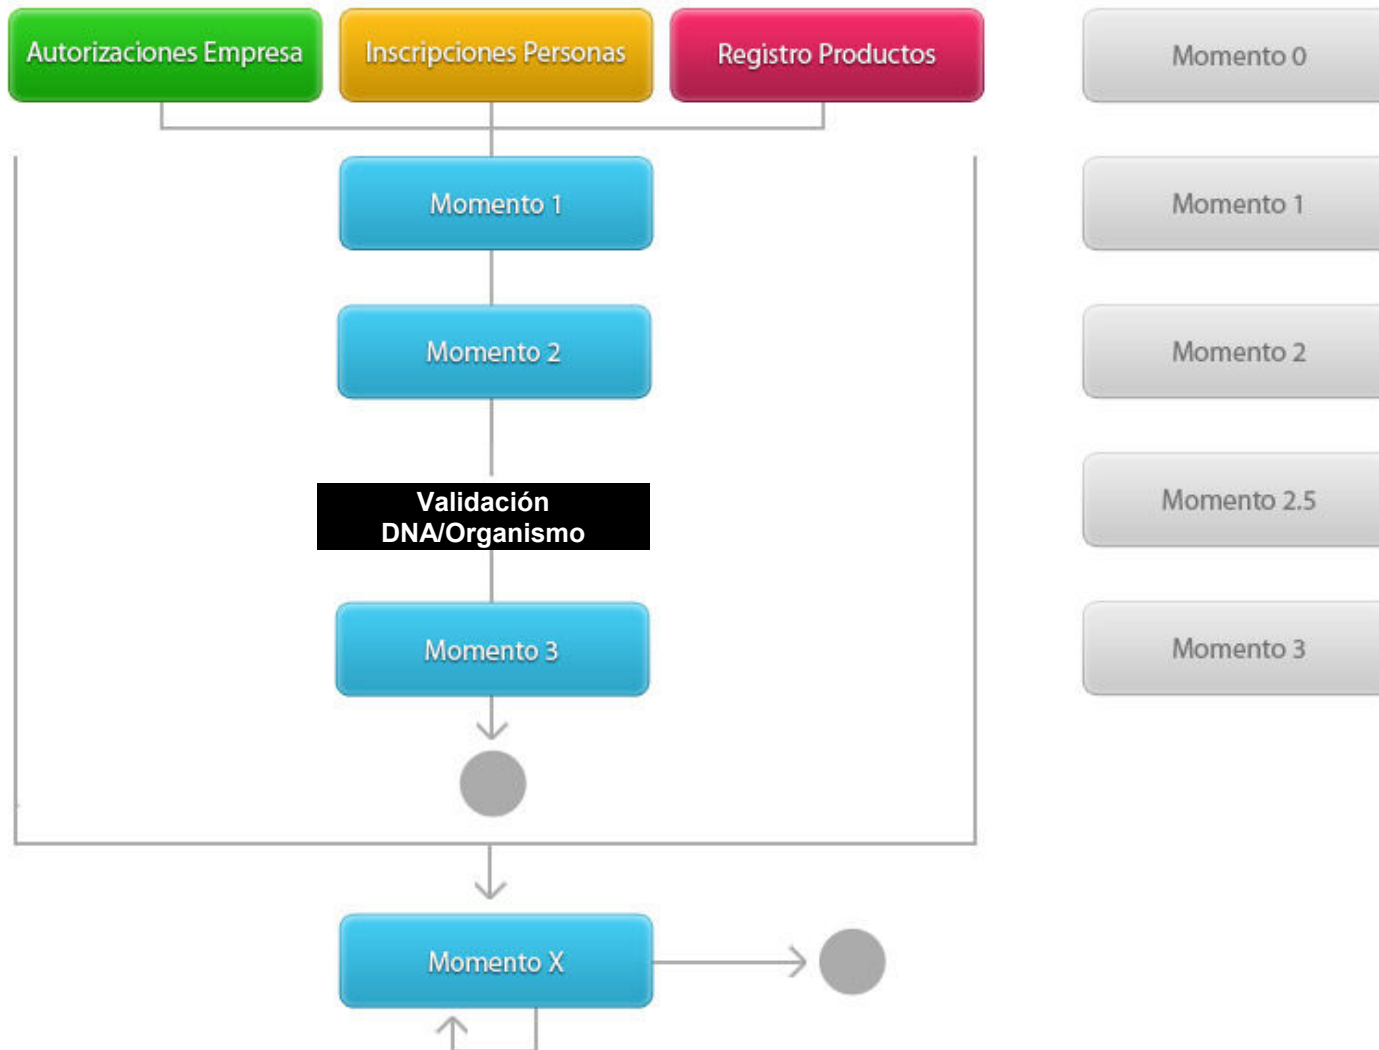 Autorizaciones Empresa
Inscripciones Personas
Registro Productos
Momento 0
Momento 1
Momento 1
Momento 2
Momento 2
Validación
DNA/Organismo
Momento 2.5
Momento 3
Momento 3
Momento X